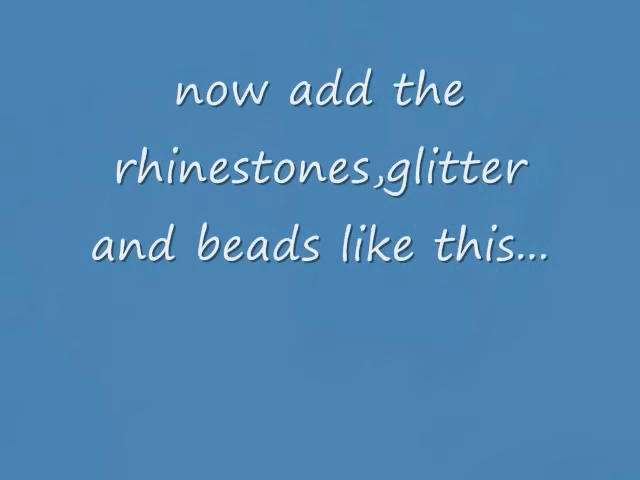 now add the
rhinestones,glitter
and beads like this...